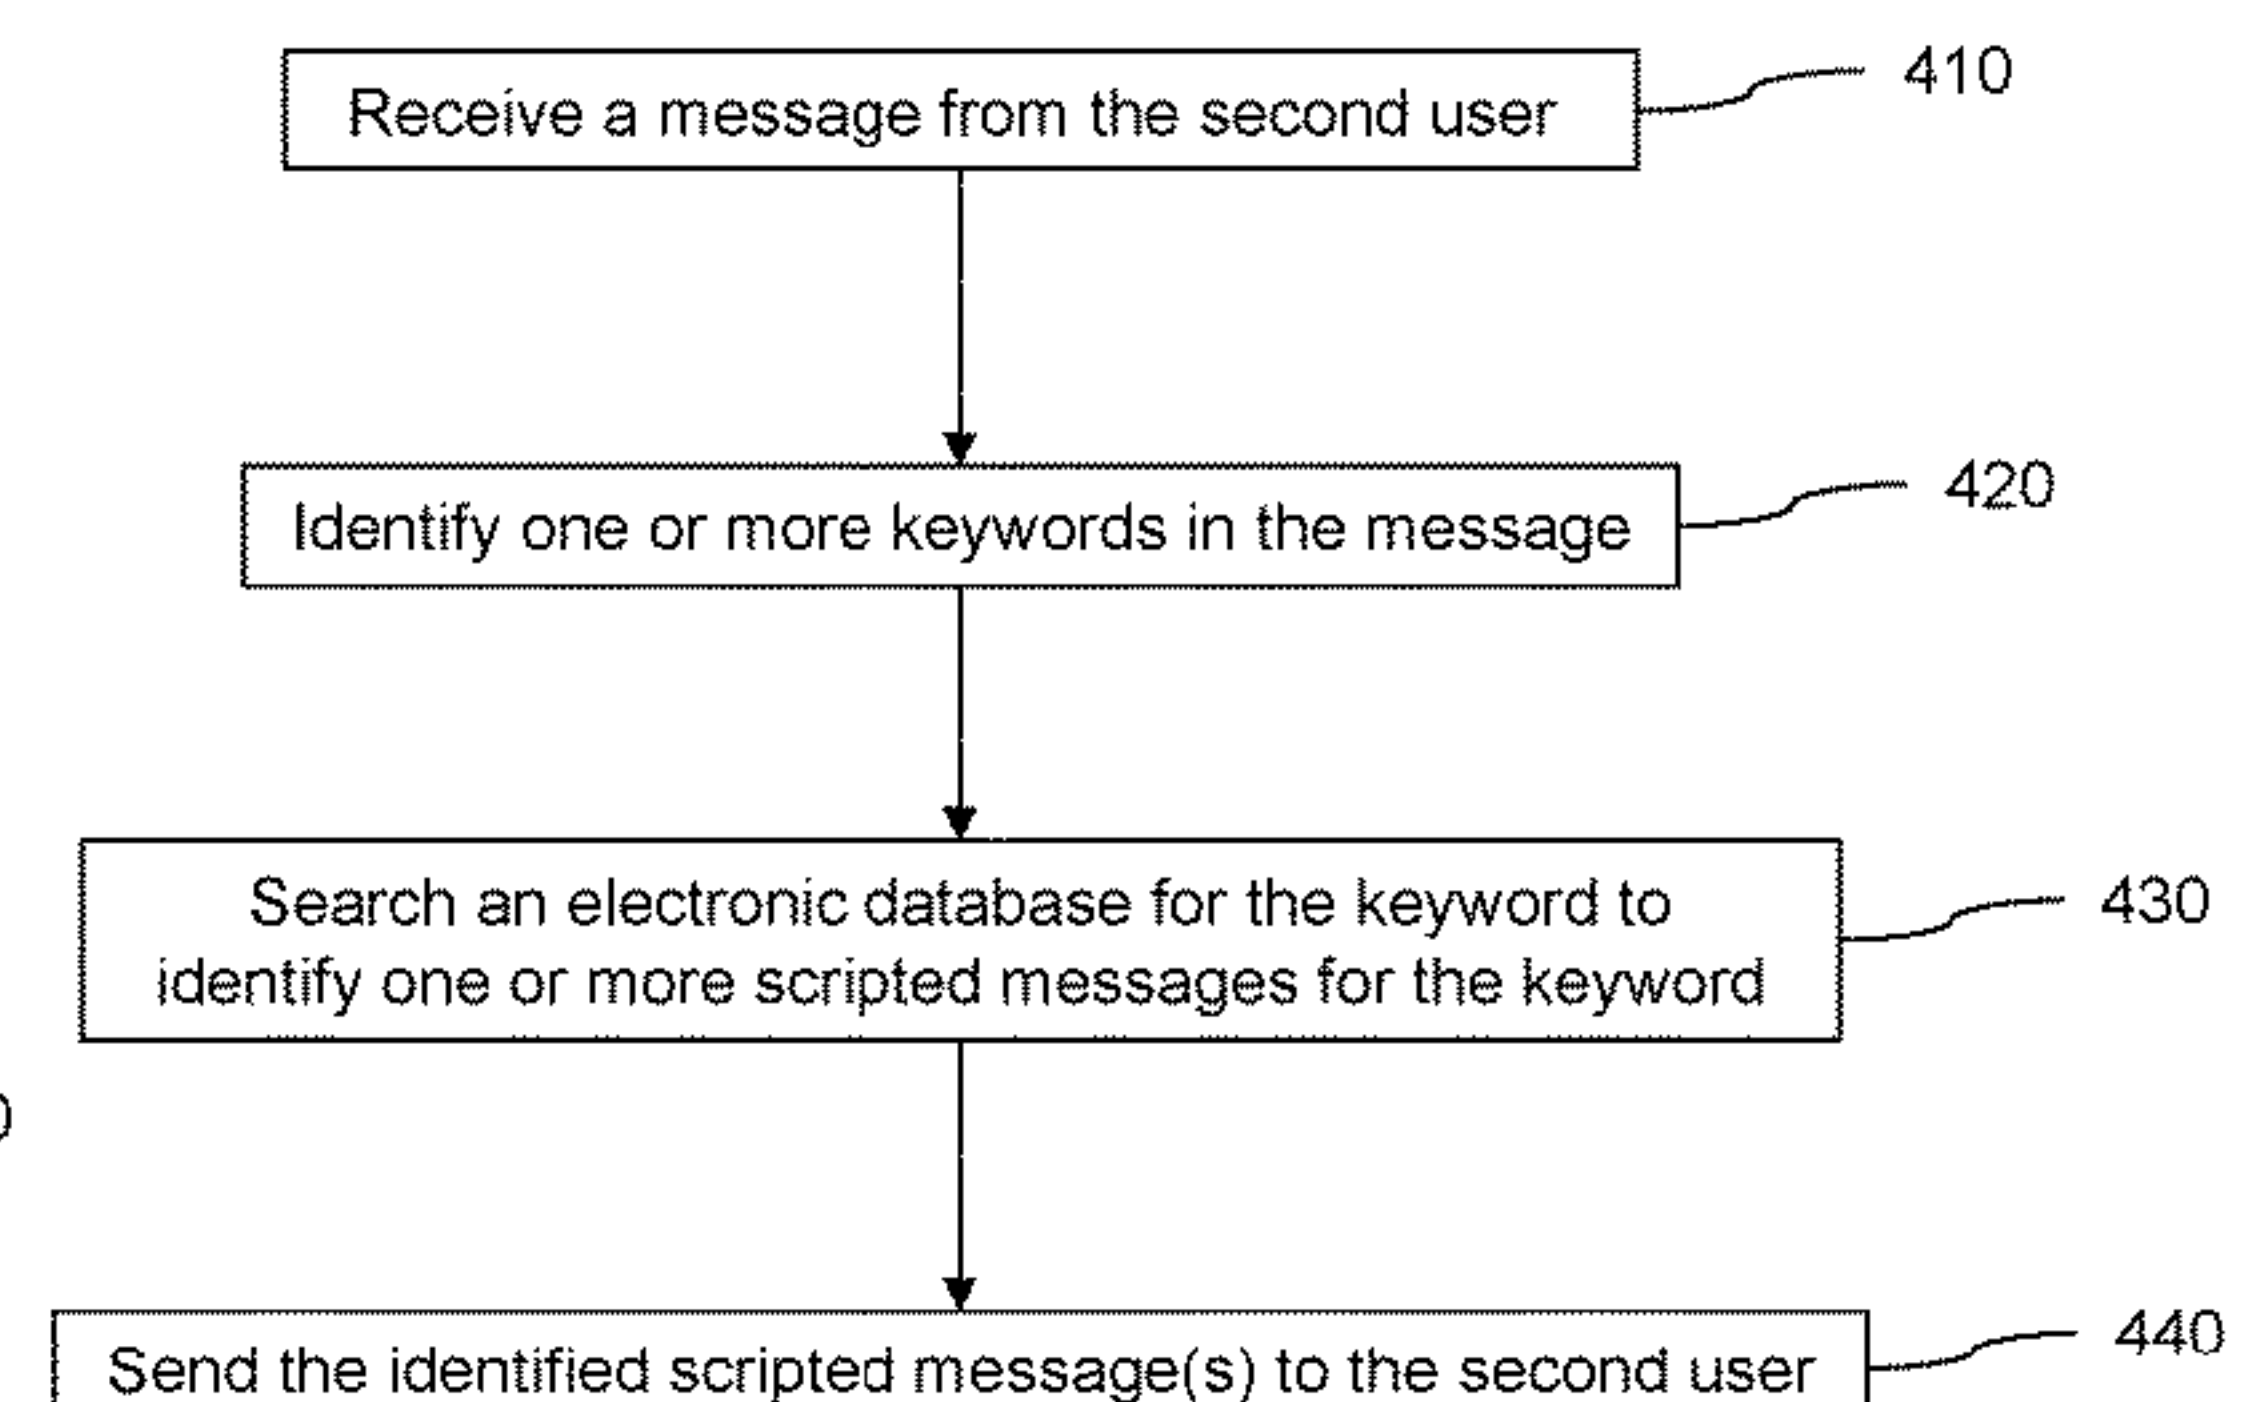 Receive a message from the second user
410
Identify one or more keywords in the message
420
Search an electronic database for the keyword to
identify one or more scripted messages for the keyword
430
Send the identified scripted message(s) to the second user
440